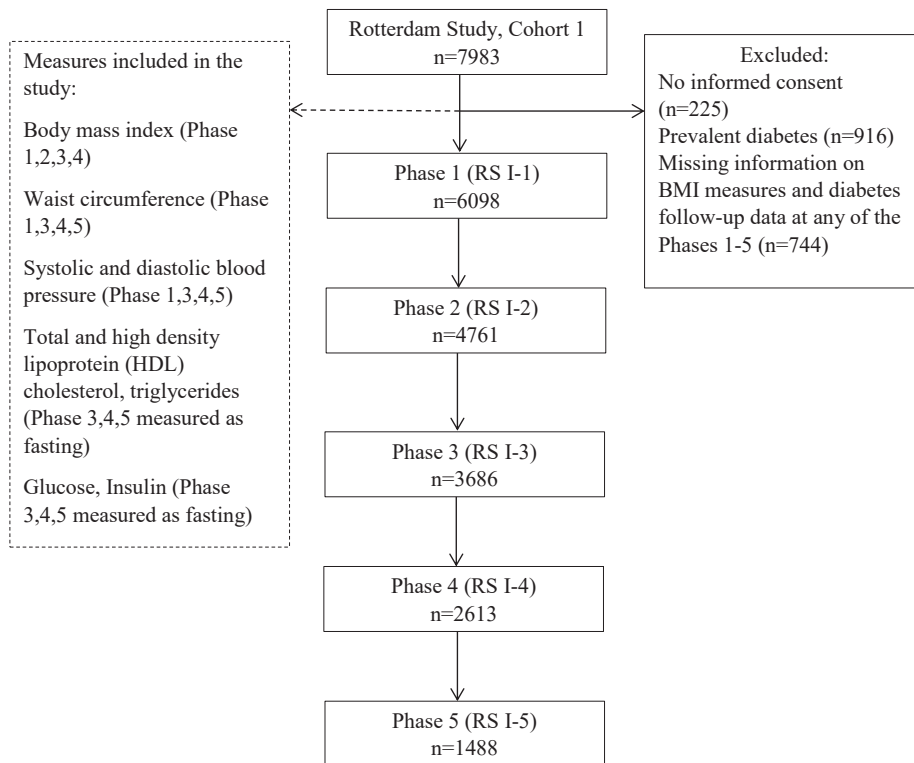 Rotterdam Study, Cohort 1
n=7983
Measures included in the
study:
Body mass index (Phase
1,2,3,4)
Waist circumference (Phase
1,3,4,5)
Systolic and diastolic blood
pressure (Phase 1,3,4,5)
Total and high density
lipoprotein (HDL)
cholesterol, triglycerides
(Phase 3,4,5 measured as
fasting)
Glucose, Insulin (Phase
3,4,5 measured as fasting)
Excluded:
No informed consent
(n=225)
Prevalent diabetes (n=916)
Missing information on
BMI measures and diabetes
follow-up data at any of the
Phases 1-5 (n=744)
Phase 1 (RS I-1)
n=6098
Phase 2 (RS I-2)
n=4761
Phase 3 (RS I-3)
n=3686
Phase 4 (RS I-4)
n=2613
Phase 5 (RS I-5)
n=1488